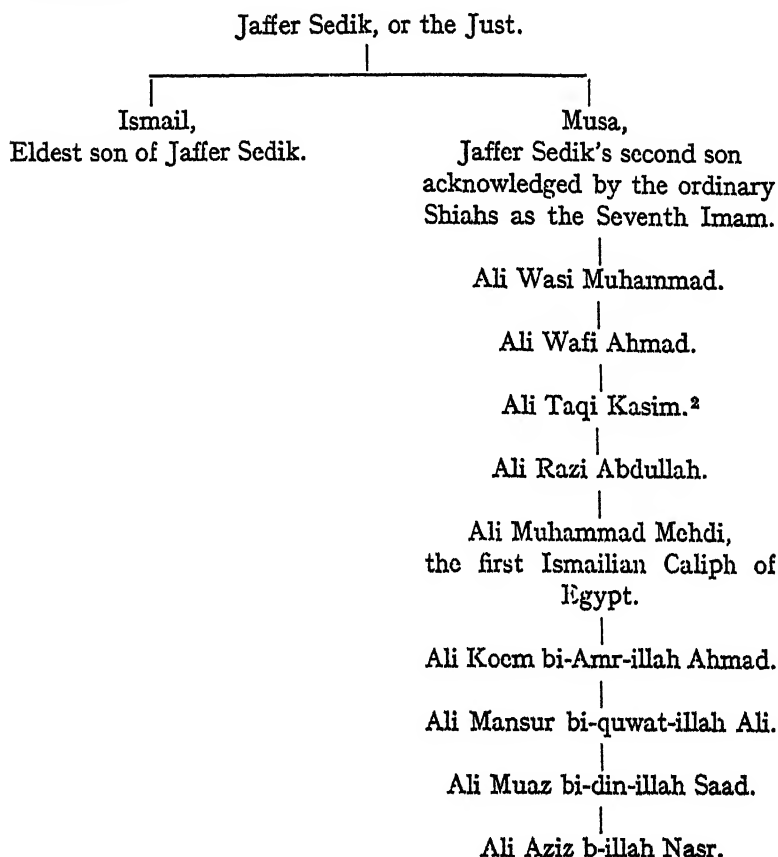 Jaffer Sedik, or the Just.
Ismail,
Eldest son of Jaffer Sedik.
Musa,
Jaffer Sedik's second son
acknowledged by the ordinary
Shiahs as the Seventh Imam.
Ali Wasi Muhammad.
Ali Wafi Ahmad.
Ali Taqi Kasim.²
Ali Razi Abdullah.
Ali Muhammad Mehdi,
the first Ismailian Caliph of
Egypt.
Ali Koem bi-Amr-illah Ahmad.
Ali Mansur bi-quwat-illah Ali.
Ali Muaz bi-din-illah Saad.
Ali Aziz b-illah Nasr.